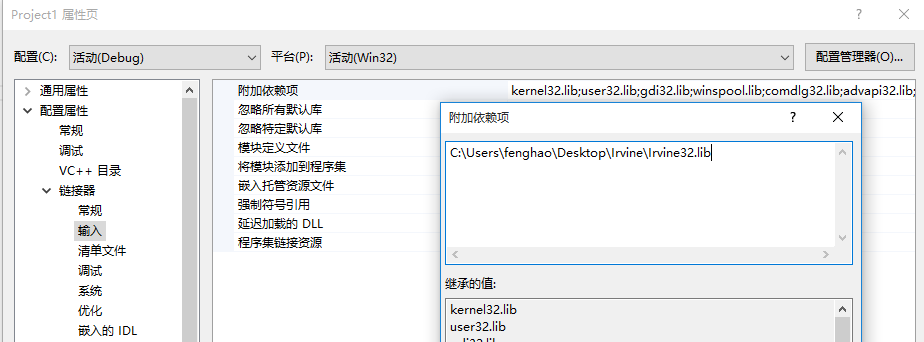 Project1 属性页
配置(C): 活动(Debug) 平台(P): 活动(Win32) 配置管理器(O)...
通用属性
配置属性
常规
调试
VC++ 目录
链接器
常规
输入
清单文件
调试
系统
优化
嵌入的 IDL
附加依赖项 kernel32.lib;user32.lib;gdi32.lib;winspool.lib;comdlg32.lib;advapi32.lib;
忽略所有默认库
忽略特定默认库
模块定义文件
将模块添加到程序集
嵌入托管资源文件
强制符号引用
延迟加载的 DLL
程序集链接资源
附加依赖项
C:\Users\fenghao\Desktop\Irvine\Irvine32.lib
继承的值:
kernel32.lib
user32.lib